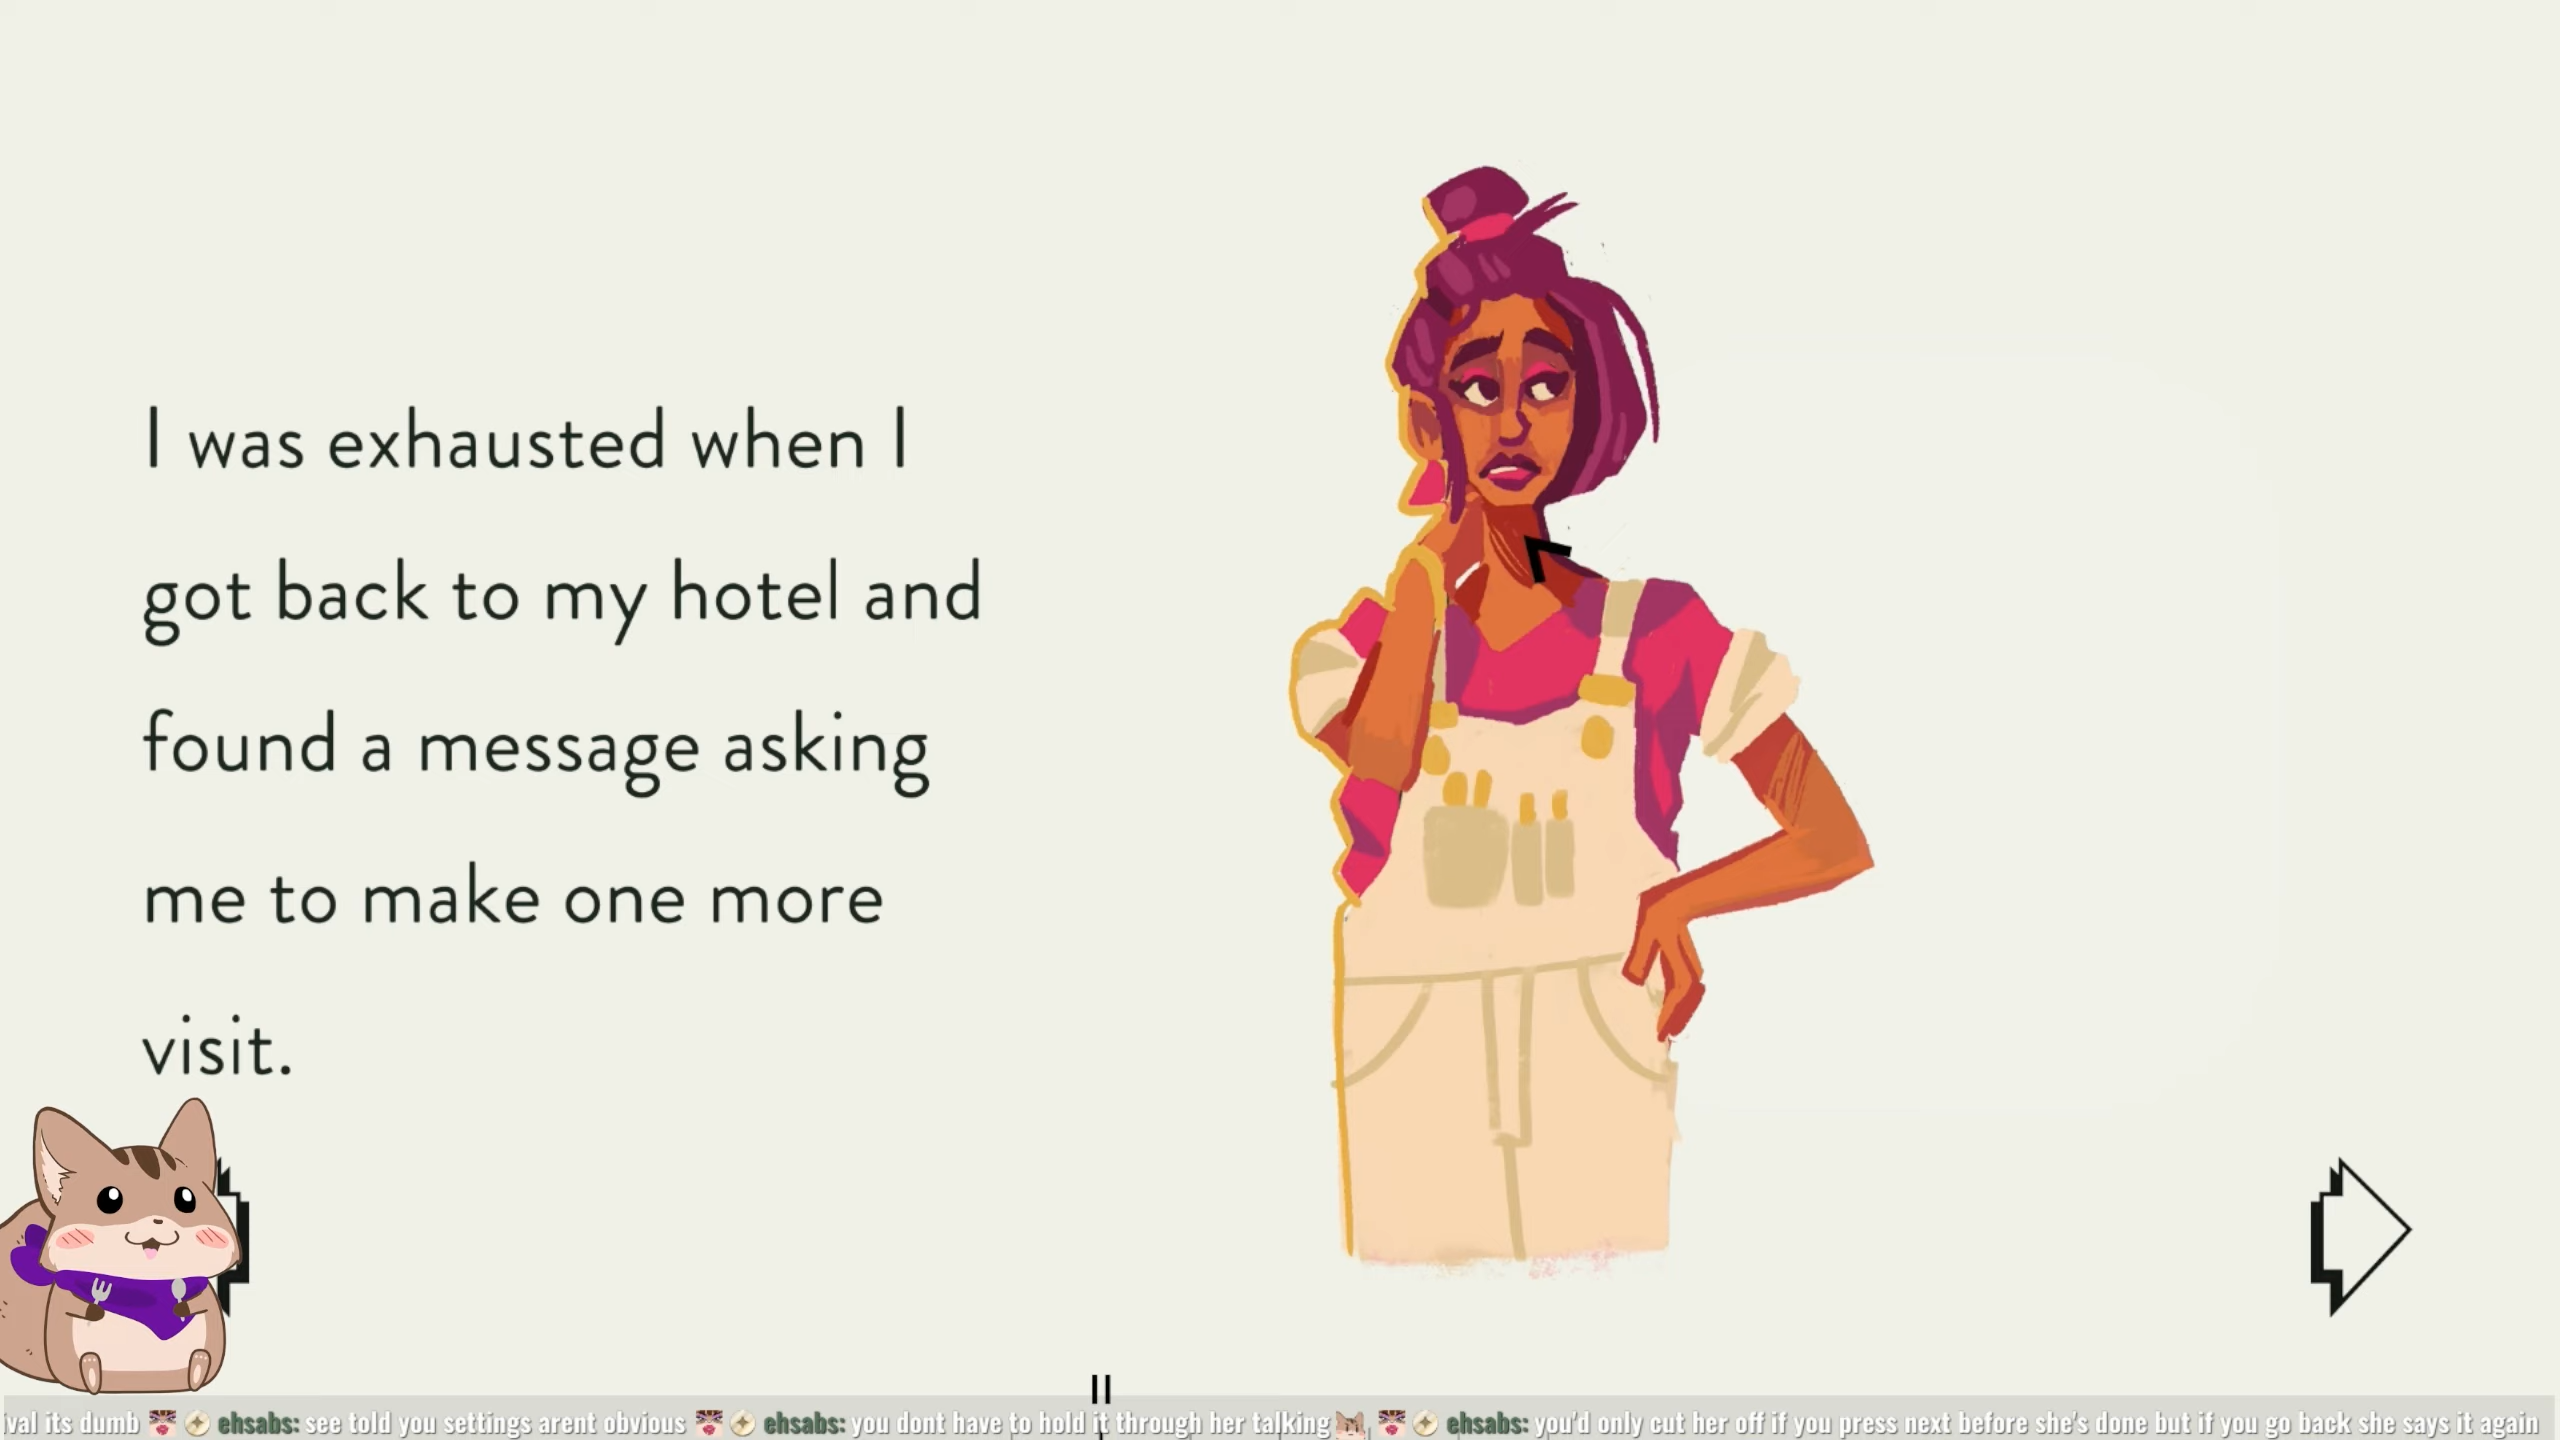 I was exhausted when I
got back to my hotel and
found a message asking
me to make one more
visit.
ival its dumb ehsabs: see told you settings arent obvious ehsabs: you dont have to hold it through her talking ehsabs: you'd only cut her off if you press next before she's done but if you go back she says it again